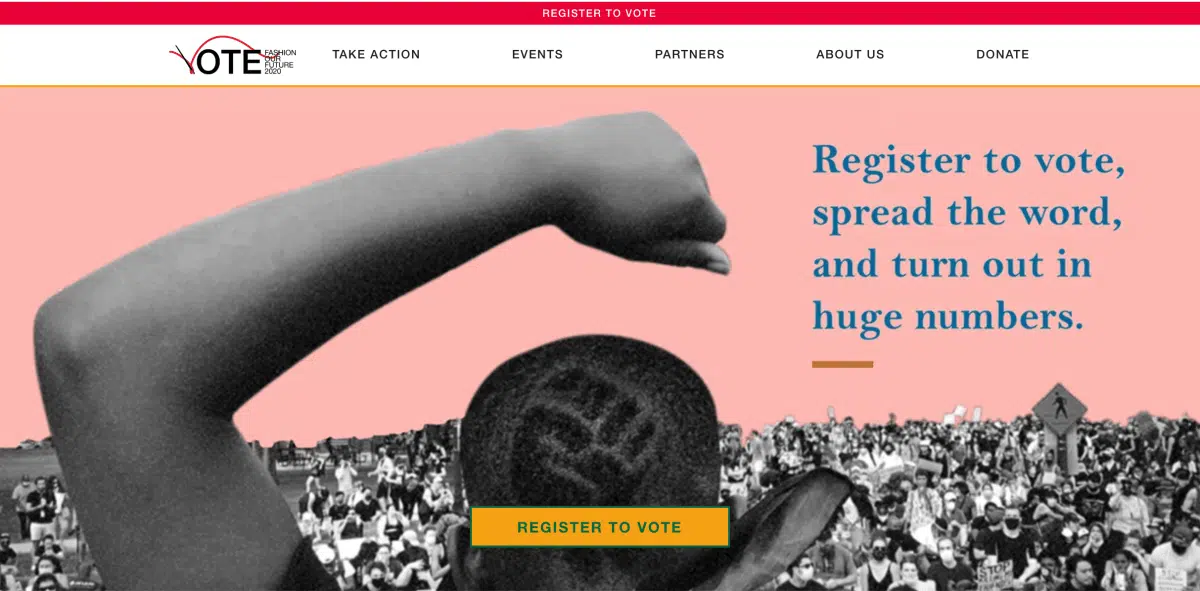 REGISTER TO VOTE
VOTE
FASHION
OUR
FUTURE
2020
TAKE ACTION
EVENTS
PARTNERS
ABOUT US
DONATE
Register to vote,
spread the word,
and turn out in
huge numbers.
REGISTER TO VOTE
STOP